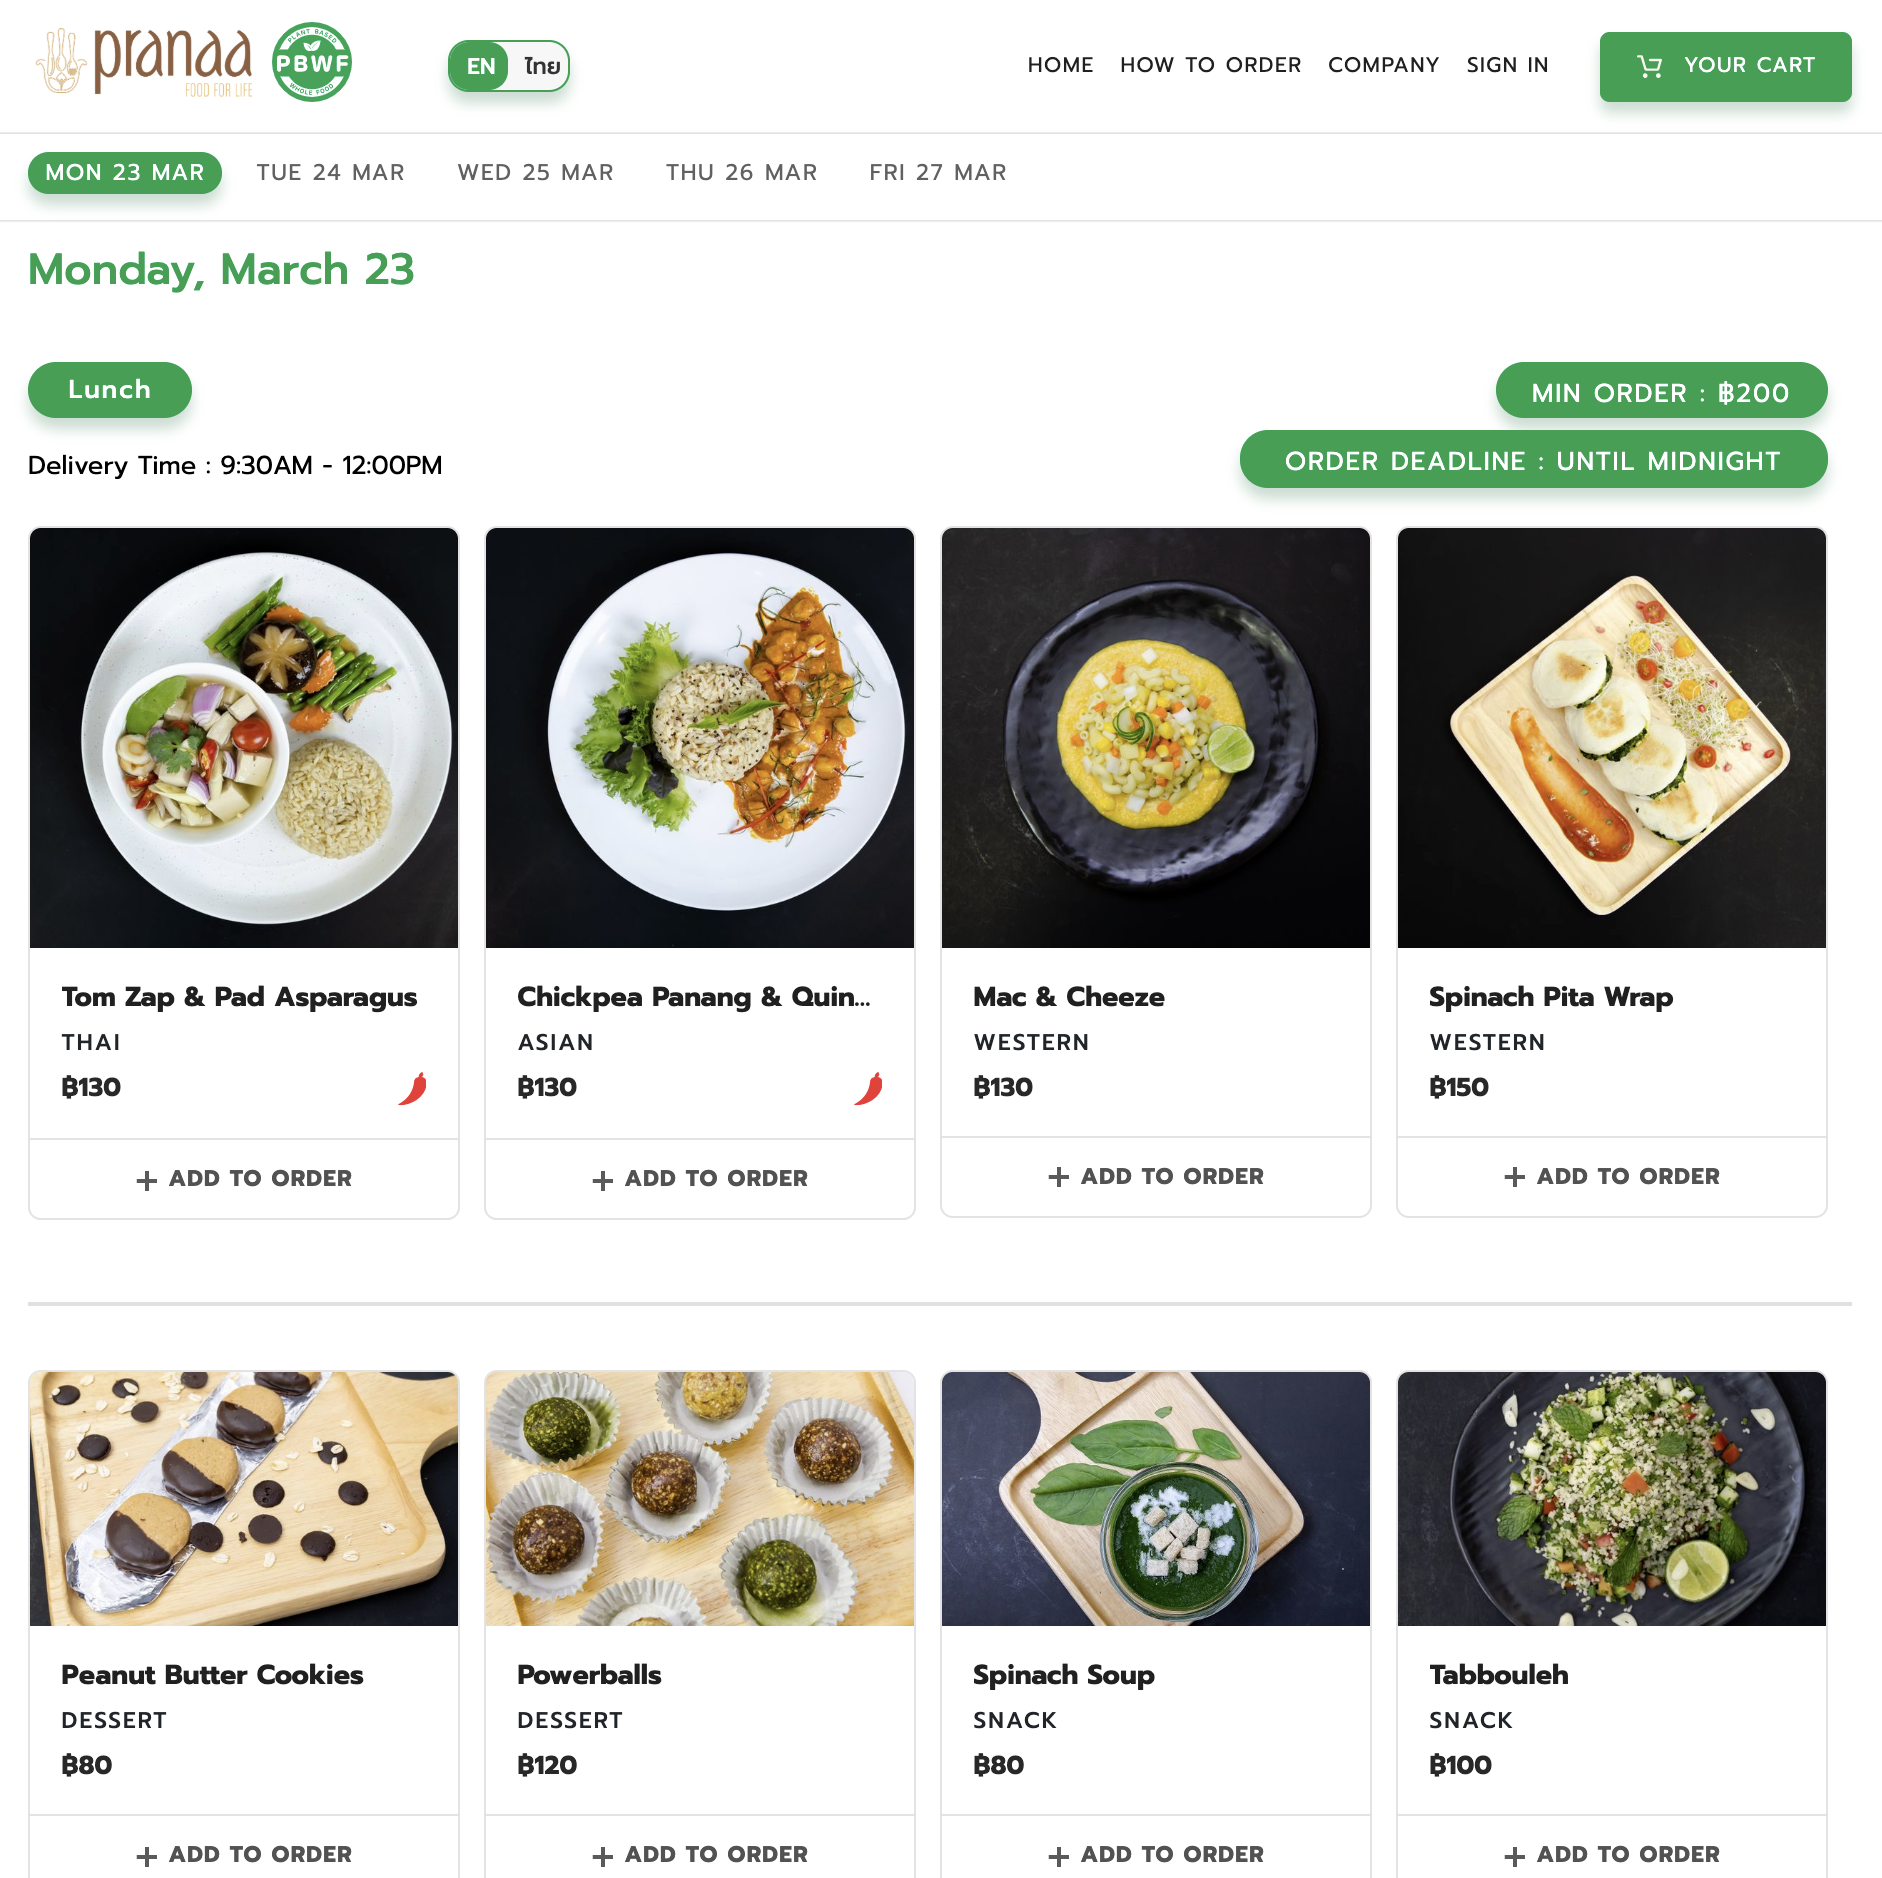 pranaa
FOOD FOR LIFE
PLANT BASED
PBWF
WHOLE FOOD
EN ไทย
HOME HOW TO ORDER COMPANY SIGN IN YOUR CART
MON 23 MAR TUE 24 MAR WED 25 MAR THU 26 MAR FRI 27 MAR
Monday, March 23
Lunch
MIN ORDER : ฿200
Delivery Time : 9:30AM - 12:00PM
ORDER DEADLINE : UNTIL MIDNIGHT
Tom Zap & Pad Asparagus
THAI
฿130
+ ADD TO ORDER
Chickpea Panang & Quin...
ASIAN
฿130
+ ADD TO ORDER
Mac & Cheeze
WESTERN
฿130
+ ADD TO ORDER
Spinach Pita Wrap
WESTERN
฿150
+ ADD TO ORDER
Peanut Butter Cookies
DESSERT
฿80
+ ADD TO ORDER
Powerballs
DESSERT
฿120
+ ADD TO ORDER
Spinach Soup
SNACK
฿80
+ ADD TO ORDER
Tabbouleh
SNACK
฿100
+ ADD TO ORDER